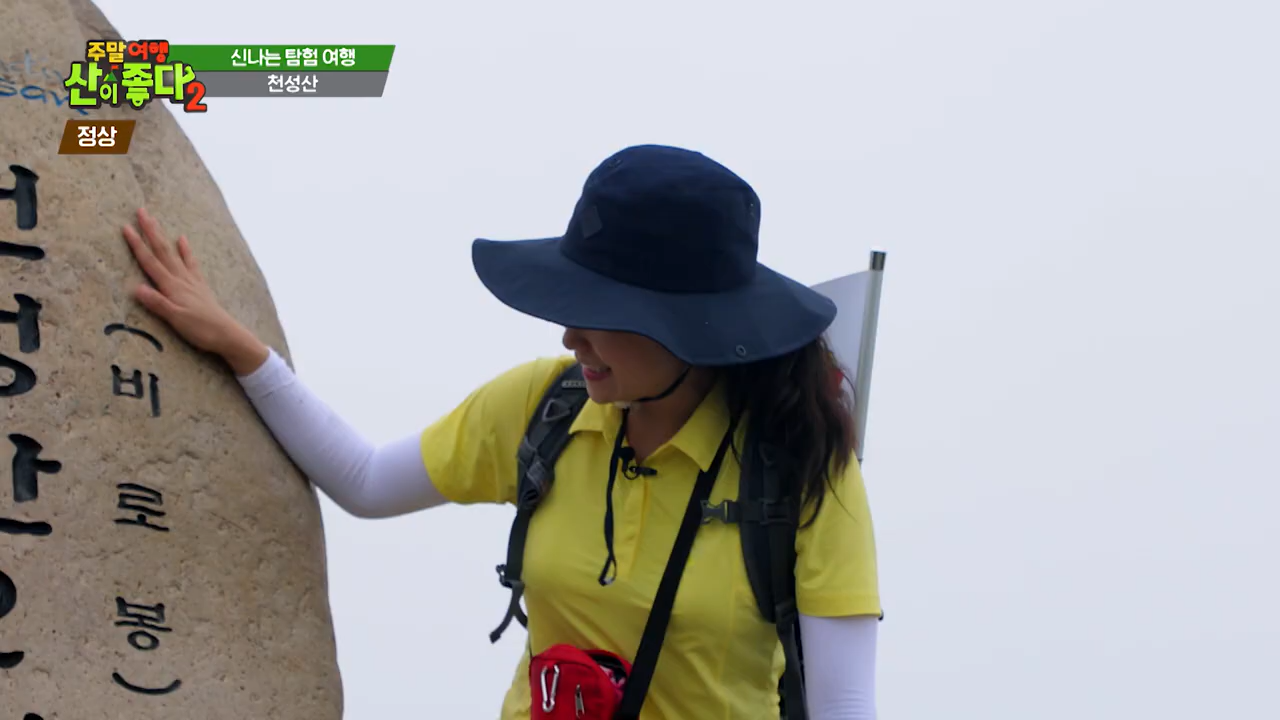 주말여행
산이 좋다2
신나는 탐험 여행
천성산
정상
(비로봉)